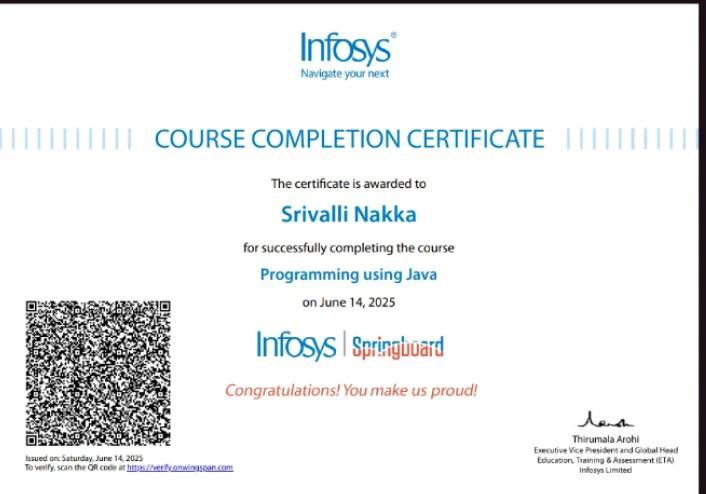 Infosys®
Navigate your next
COURSE COMPLETION CERTIFICATE
The certificate is awarded to
Srivalli Nakka
for successfully completing the course
Programming using Java
on June 14, 2025
Infosys | Springboard
Congratulations! You make us proud!
Issued on: Saturday, June 14, 2025
To verify, scan the QR code at https://verify.onwingspan.com
Thirumala Arohi
Executive Vice President and Global Head
Education, Training & Assessment (ETA)
Infosys Limited